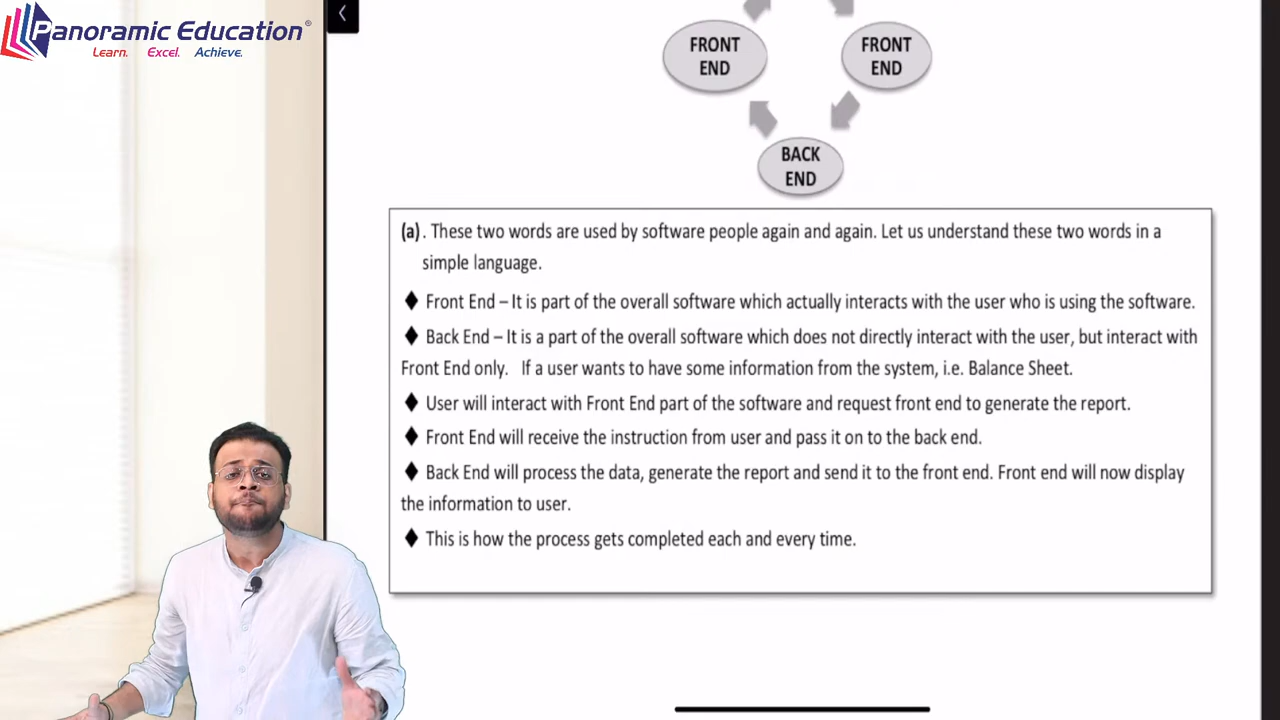 Panoramic Education®
Learn. Excel. Achieve.
FRONT
END
FRONT
END
BACK
END
(a). These two words are used by software people again and again. Let us understand these two words in a
simple language.
♦ Front End – It is part of the overall software which actually interacts with the user who is using the software.
♦ Back End – It is a part of the overall software which does not directly interact with the user, but interact with
Front End only. If a user wants to have some information from the system, i.e. Balance Sheet.
♦ User will interact with Front End part of the software and request front end to generate the report.
♦ Front End will receive the instruction from user and pass it on to the back end.
♦ Back End will process the data, generate the report and send it to the front end. Front end will now display
the information to user.
♦ This is how the process gets completed each and every time.